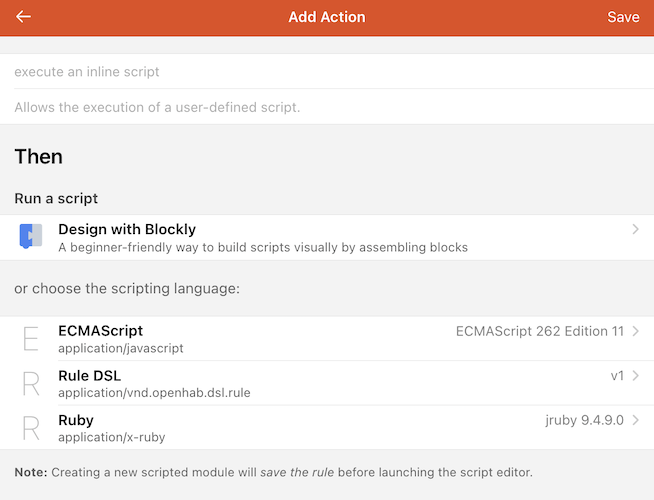 Add Action
Save
execute an inline script
Allows the execution of a user-defined script.
Then
Run a script
Design with Blockly
A beginner-friendly way to build scripts visually by assembling blocks
or choose the scripting language:
E
ECMAScript
ECMAScript 262 Edition 11
application/javascript
R
Rule DSL
v1
application/vnd.openhab.dsl.rule
R
Ruby
jruby 9.4.9.0
application/x-ruby
Note: Creating a new scripted module will save the rule before launching the script editor.